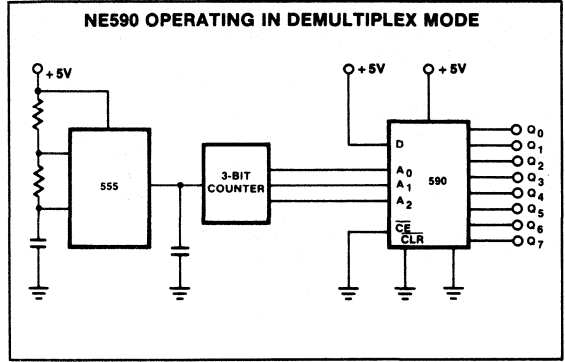 NE590 OPERATING IN DEMULTIPLEX MODE
+5V
+5V
+5V
555
3-BIT
COUNTER
D
A0
A1
A2
590
CE
CLR
Q0
Q1
Q2
Q3
Q4
Q5
Q6
Q7